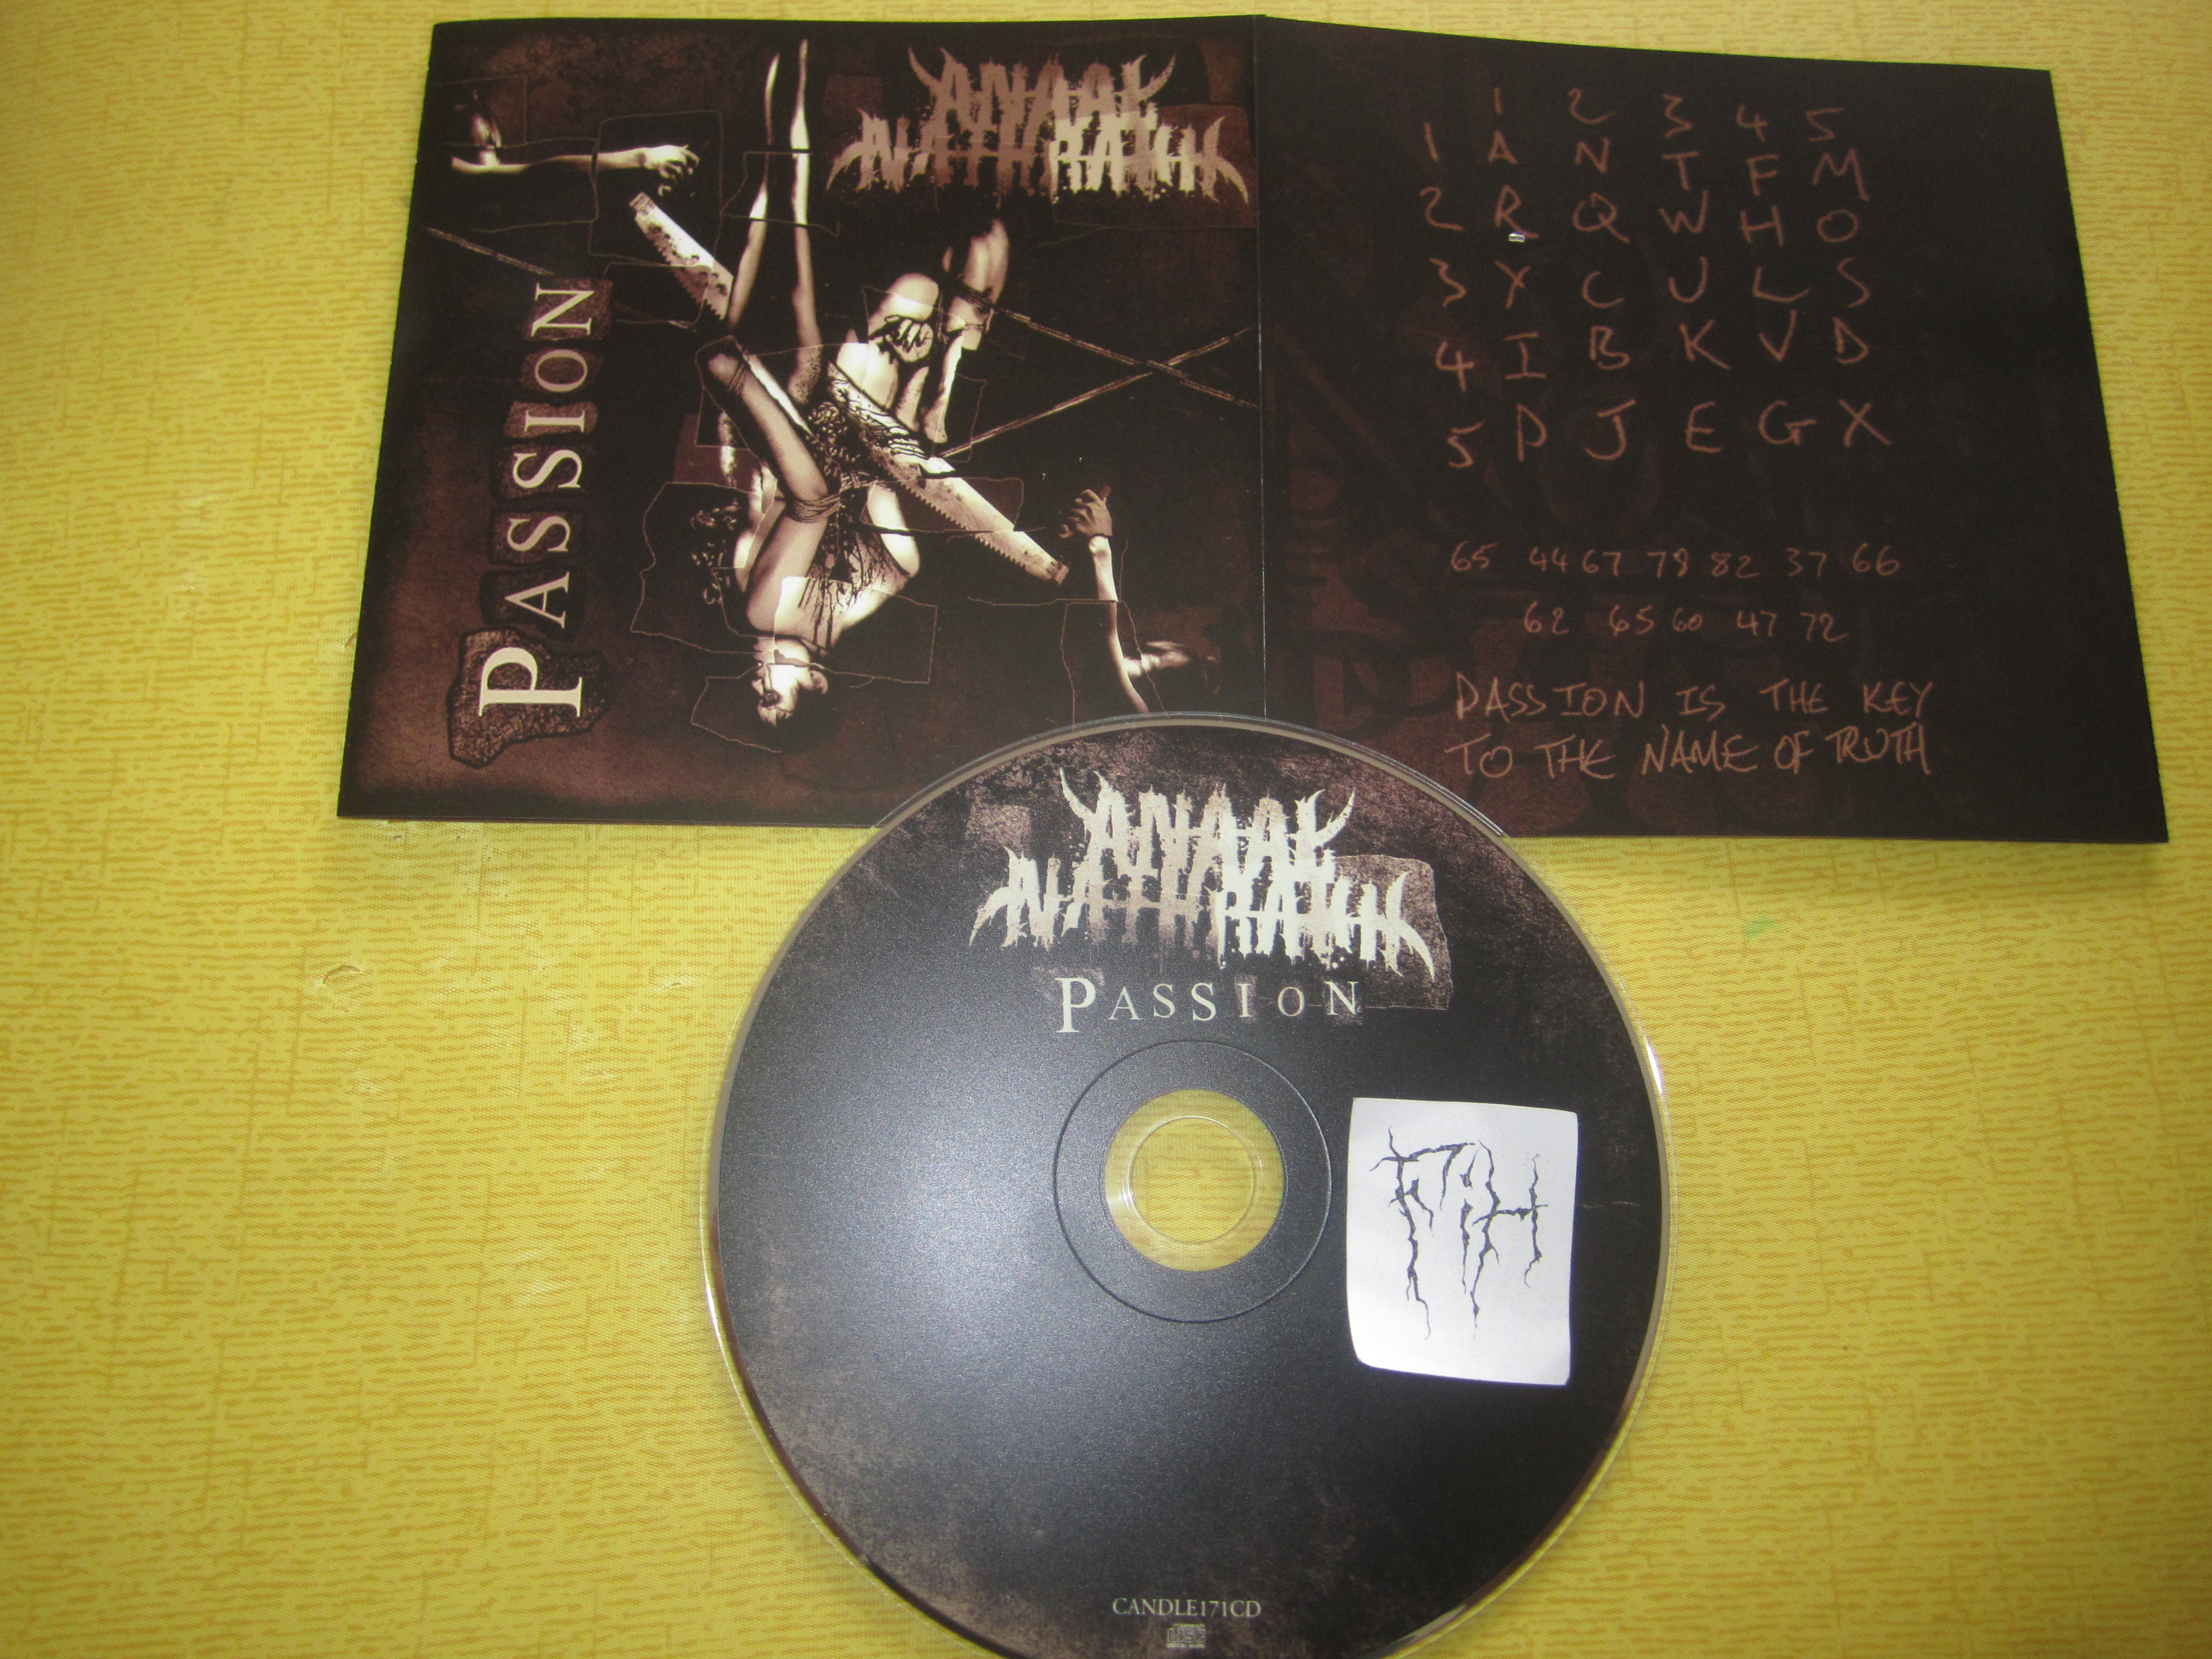 ANAAL
NATHRAKH
PASSION
1 2 3 4 5
1 A N T F M
2 R Q W H O
3 Y C U L S
4 I B K V D
5 P J E G X
65 44 67 78 82 37 66
62 65 60 47 72
PASSION IS THE KEY
TO THE NAME OF TRUTH
ANAAL
NATHRAKH
PASSION
CANDLE171CD
disc